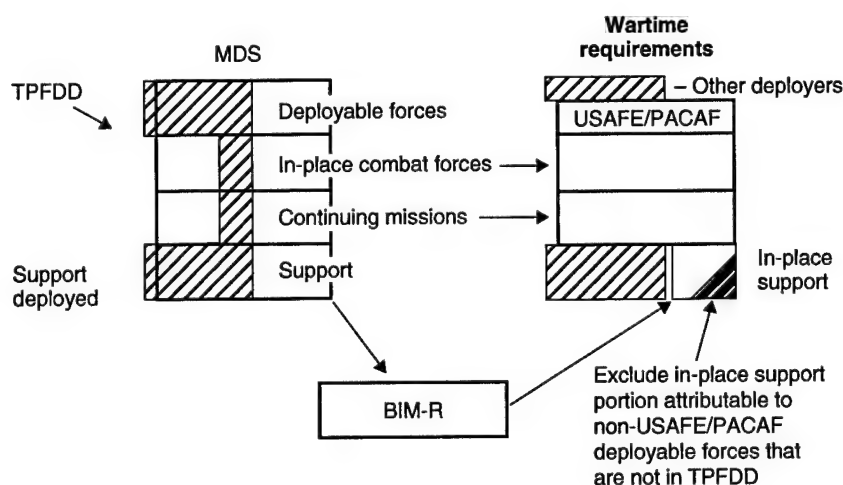 MDS
TPFDD
Deployable forces
In-place combat forces
Continuing missions
Support
Support
deployed
BIM-R
Wartime
requirements
– Other deployers
USAFE/PACAF
In-place
support
Exclude in-place support
portion attributable to
non-USAFE/PACAF
deployable forces that
are not in TPFDD